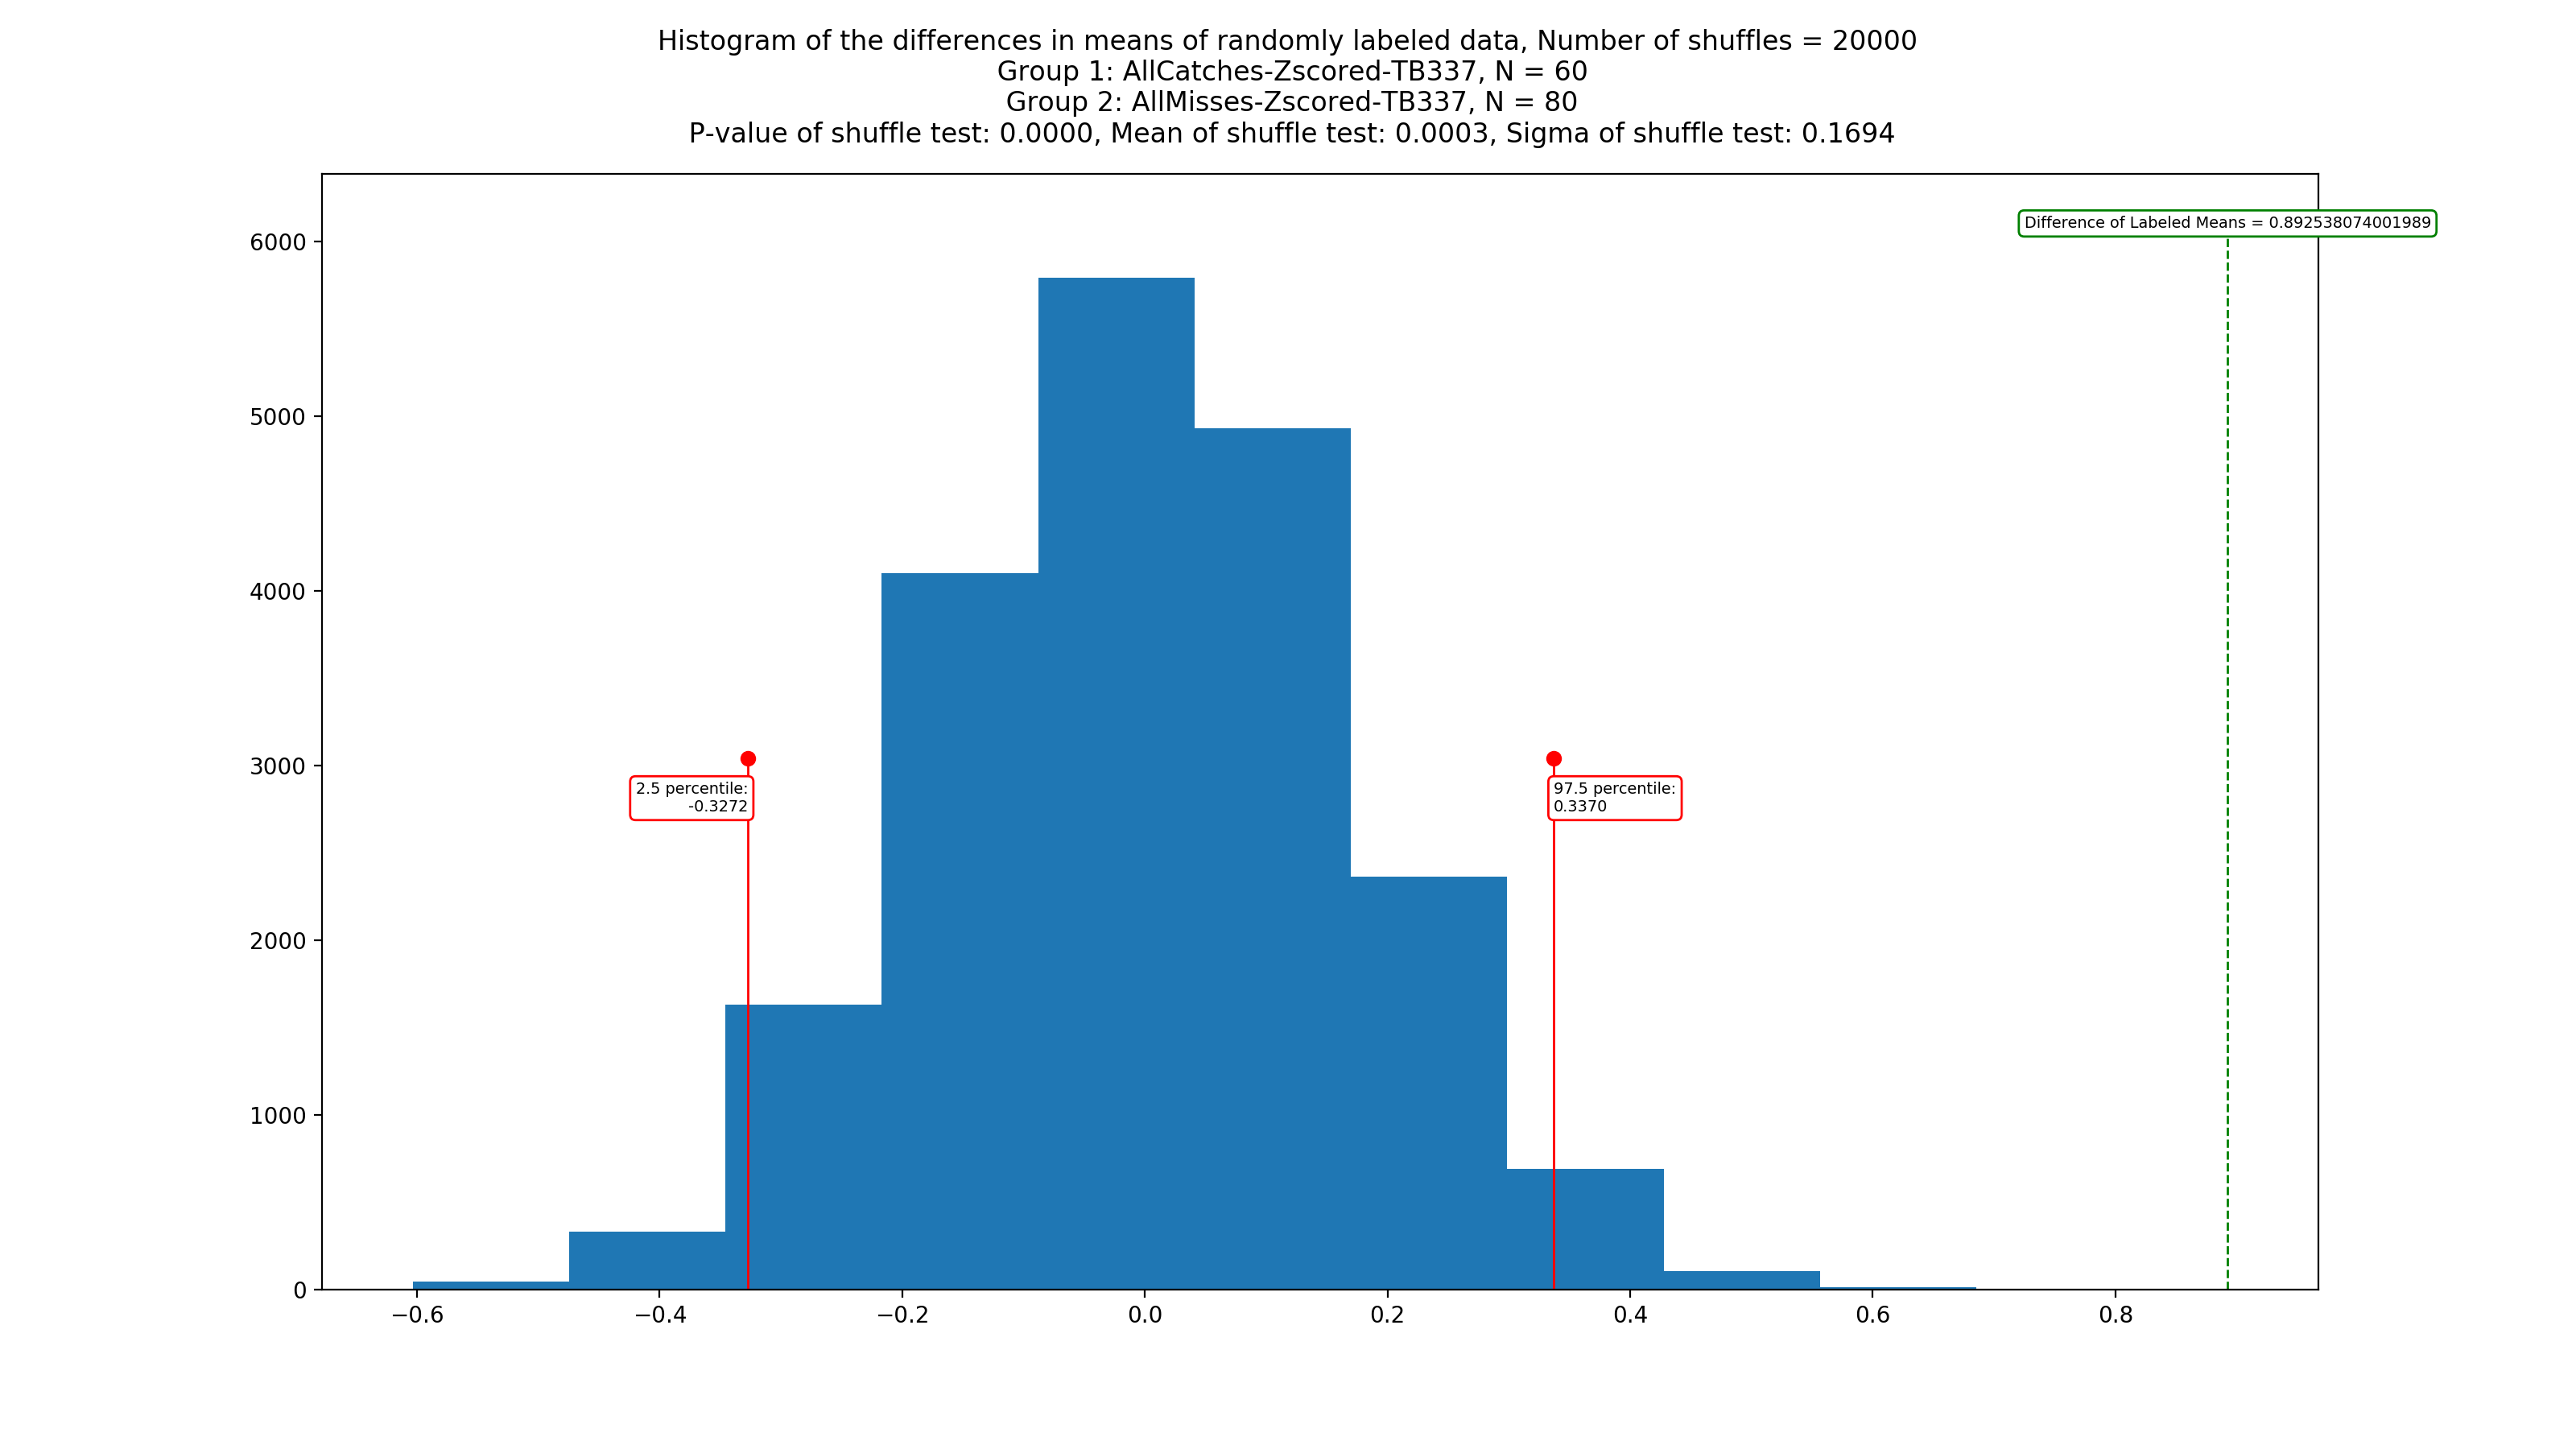 Histogram of the differences in means of randomly labeled data, Number of shuffles = 20000
Group 1: AllCatches-Zscored-TB337, N = 60
Group 2: AllMisses-Zscored-TB337, N = 80
P-value of shuffle test: 0.0000, Mean of shuffle test: 0.0003, Sigma of shuffle test: 0.1694
Difference of Labeled Means = 0.892538074001989
6000
5000
4000
3000
2.5 percentile:
-0.3272
97.5 percentile:
0.3370
2000
1000
0
−0.6
−0.4
−0.2
0.0
0.2
0.4
0.6
0.8